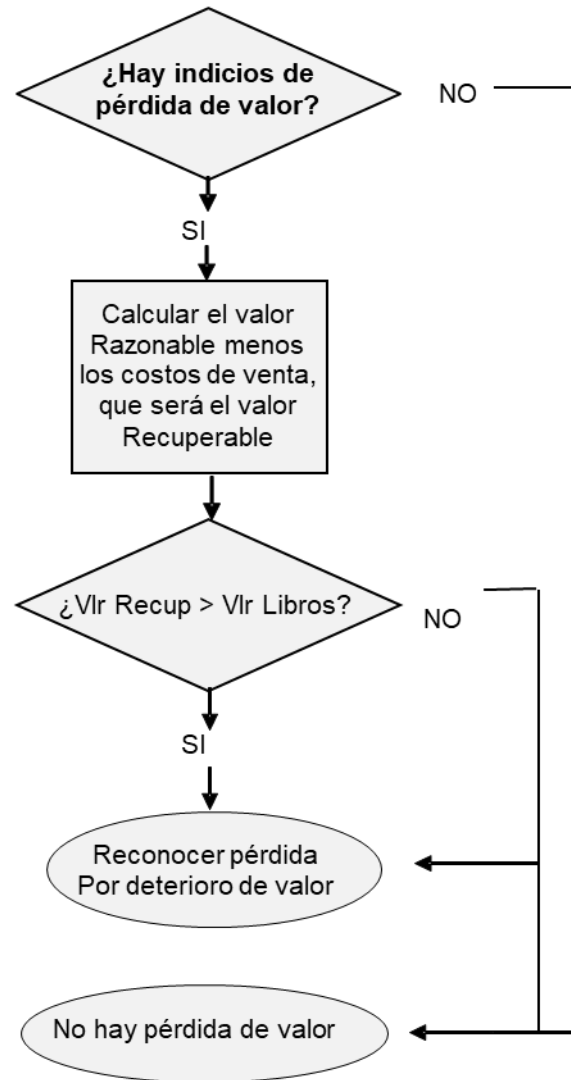 ¿Hay indicios de
pérdida de valor?
NO
SI
Calcular el valor
Razonable menos
los costos de venta,
que será el valor
Recuperable
¿Vlr Recup > Vlr Libros?
NO
SI
Reconocer pérdida
Por deterioro de valor
No hay pérdida de valor